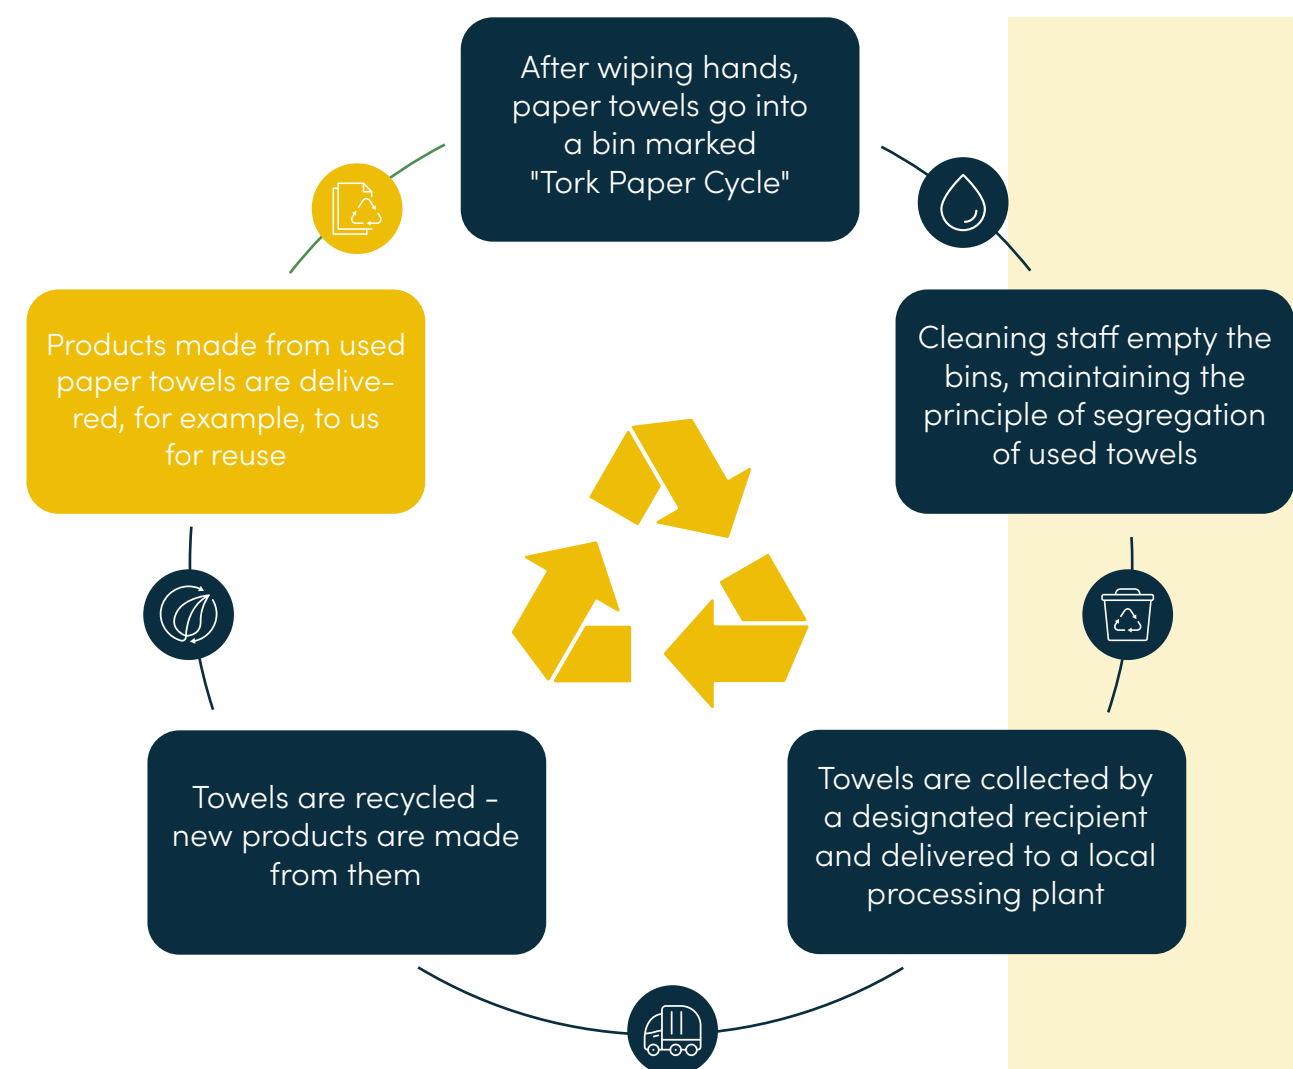 After wiping hands,
paper towels go into
a bin marked
"Tork Paper Cycle"
Cleaning staff empty the
bins, maintaining the
principle of segregation
of used towels
Towels are collected by
a designated recipient
and delivered to a local
processing plant
Towels are recycled -
new products are made
from them
Products made from used
paper towels are delive-
red, for example, to us
for reuse